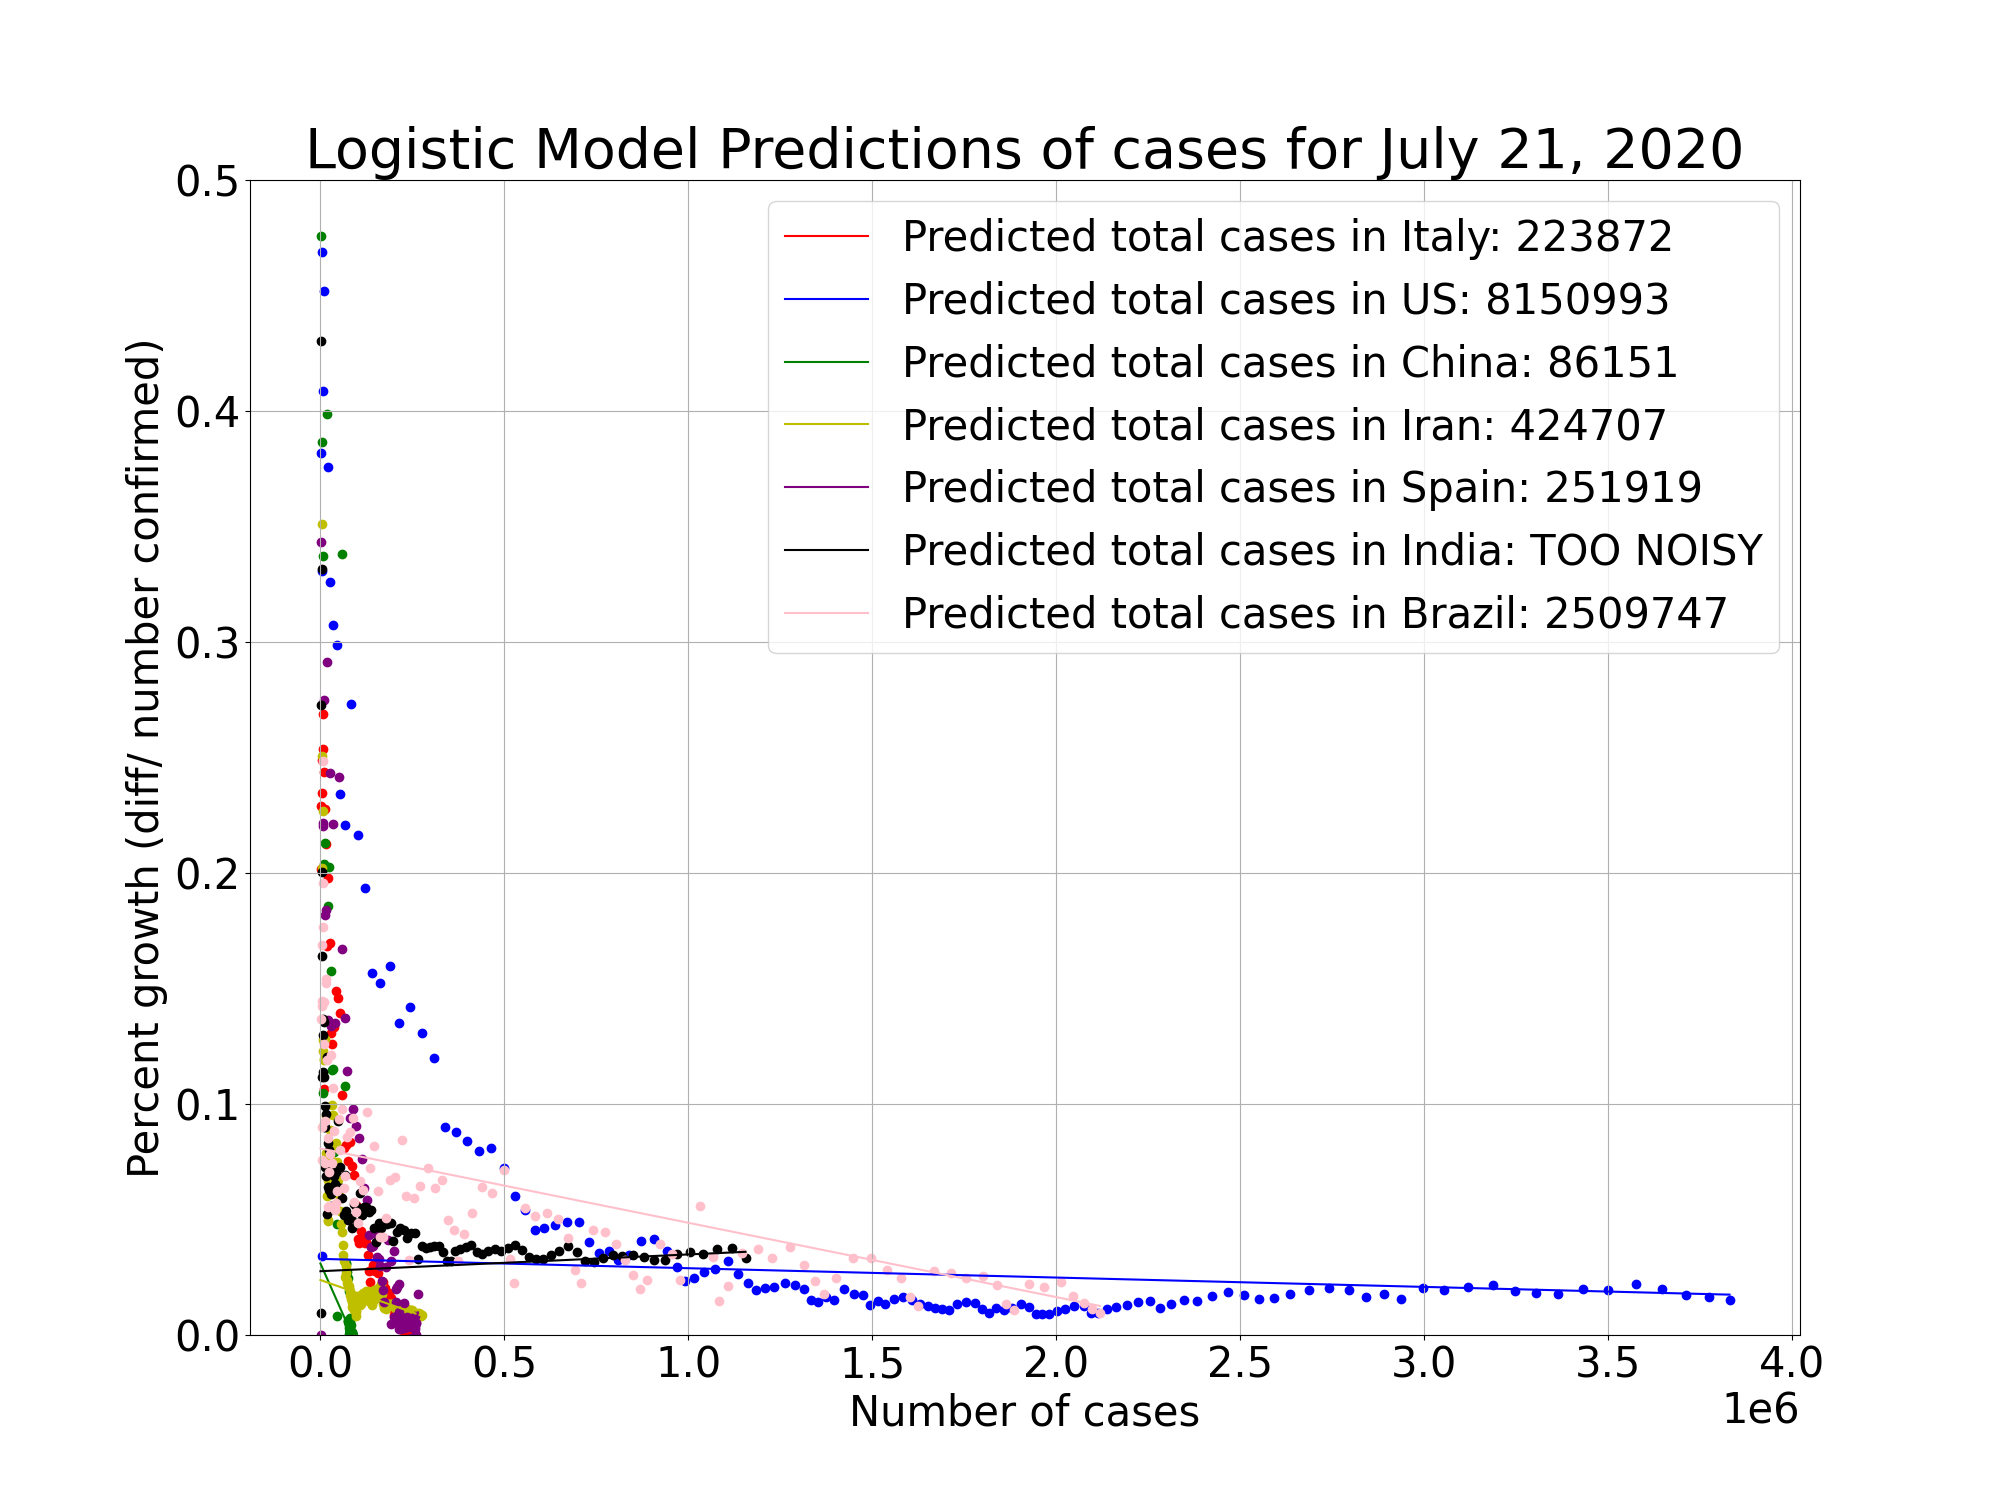 Logistic Model Predictions of cases for July 21, 2020
0.5
0.4
0.3
0.2
0.1
0.0
Percent growth (diff/ number confirmed)
Predicted total cases in Italy: 223872
Predicted total cases in US: 8150993
Predicted total cases in China: 86151
Predicted total cases in Iran: 424707
Predicted total cases in Spain: 251919
Predicted total cases in India: TOO NOISY
Predicted total cases in Brazil: 2509747
0.0 0.5 1.0 1.5 2.0 2.5 3.0 3.5 4.0
1e6
Number of cases